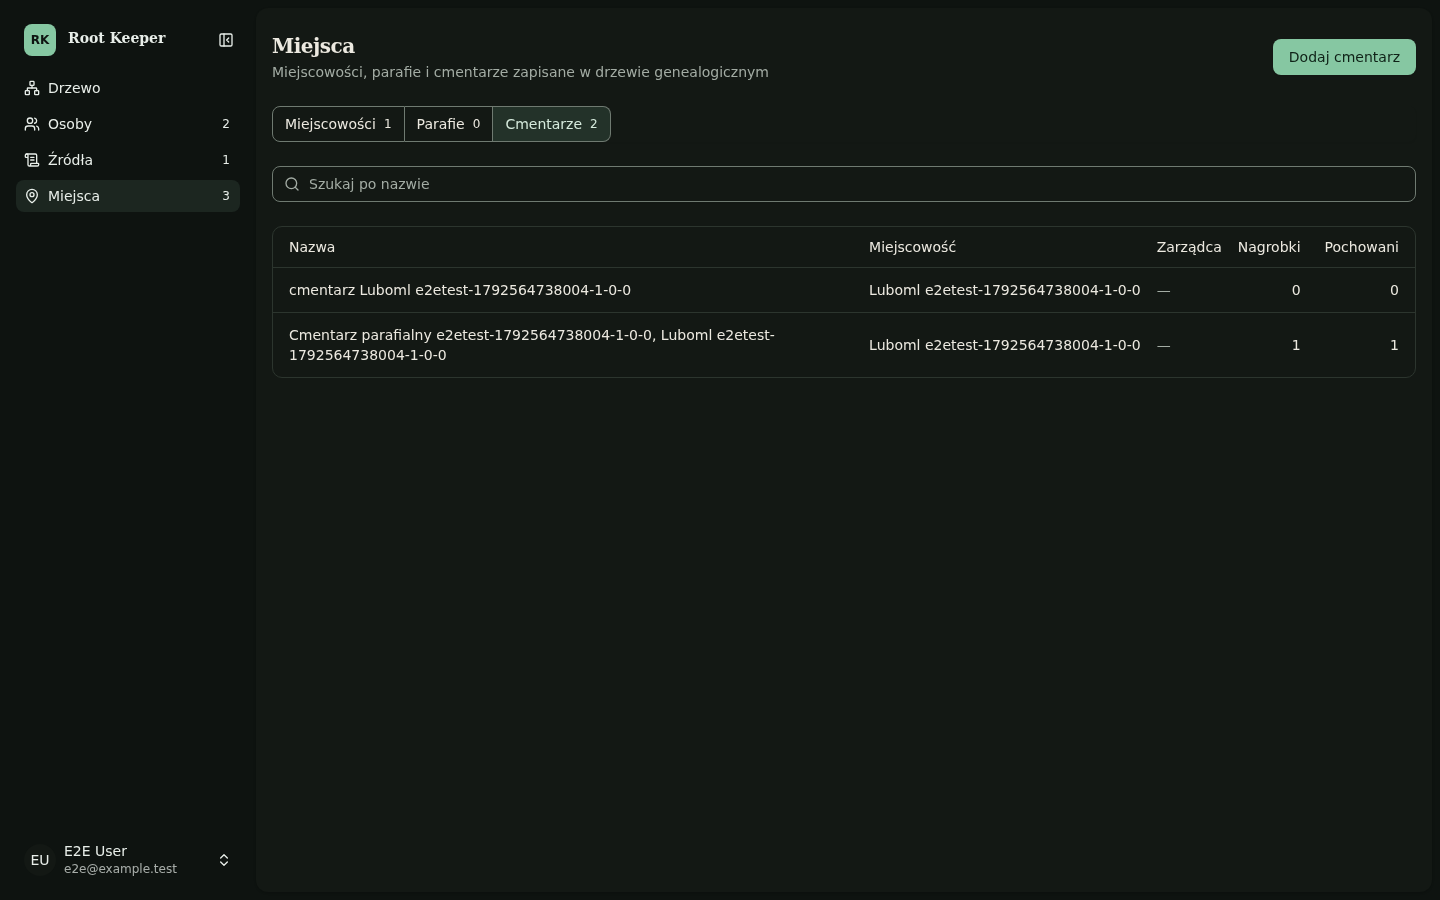 RK Root Keeper
Drzewo
Osoby 2
Źródła 1
Miejsca 3
Miejsca
Miejscowości, parafie i cmentarze zapisane w drzewie genealogicznym
Dodaj cmentarz
Miejscowości 1 Parafie 0 Cmentarze 2
Szukaj po nazwie
Nazwa Miejscowość Zarządca Nagrobki Pochowani
cmentarz Luboml e2etest-1792564738004-1-0-0 Luboml e2etest-1792564738004-1-0-0 — 0 0
Cmentarz parafialny e2etest-1792564738004-1-0-0, Luboml e2etest-
1792564738004-1-0-0 Luboml e2etest-1792564738004-1-0-0 — 1 1
EU E2E User
e2e@example.test